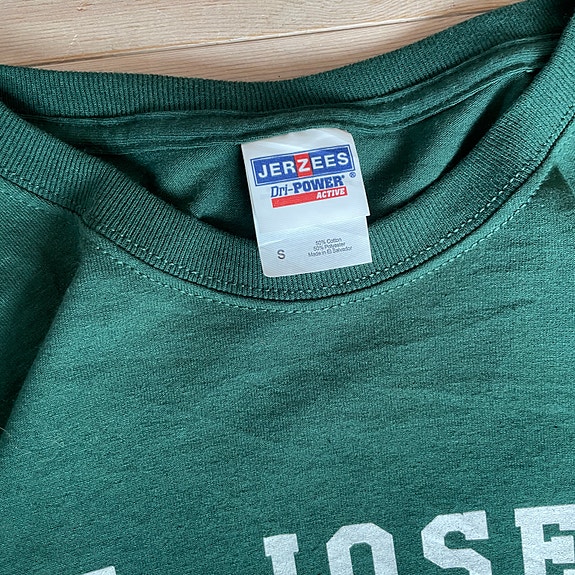 JERZEES ®
Dri-POWER®
ACTIVE
S
50% Cotton
50% Polyester
Made in El Salvador
JOSE